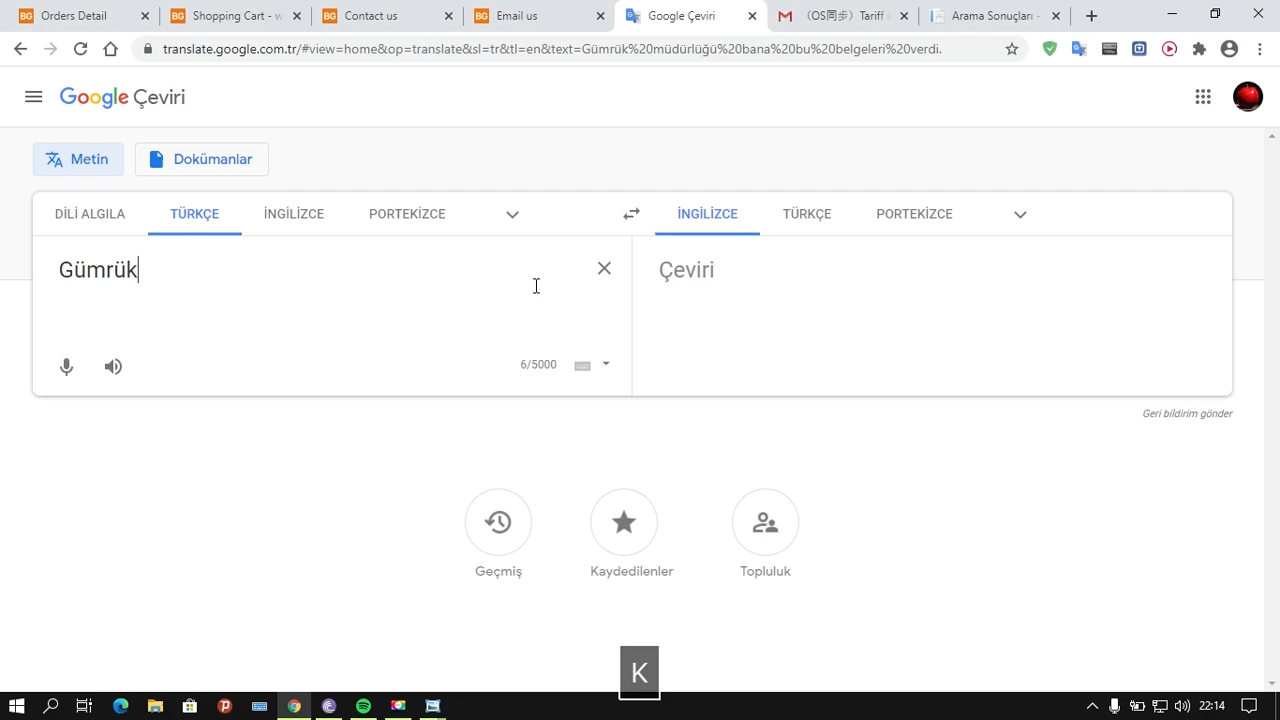 Orders Detail
Shopping Cart - w
Contact us
Email us
Google Çeviri
(OS同步) Tariff i
Arama Sonuçları -
translate.google.com.tr/#view=home&op=translate&sl=tr&tl=en&text=Gümrük%20müdürlüğü%20bana%20bu%20belgeleri%20verdi.
Google Çeviri
Metin
Dokümanlar
DİLİ ALGILA
TÜRKÇE
İNGİLİZCE
PORTEKİZCE
İNGİLİZCE
TÜRKÇE
PORTEKİZCE
Gümrük
Çeviri
6/5000
Geri bildirim gönder
Geçmiş
Kaydedilenler
Topluluk
K
22:14